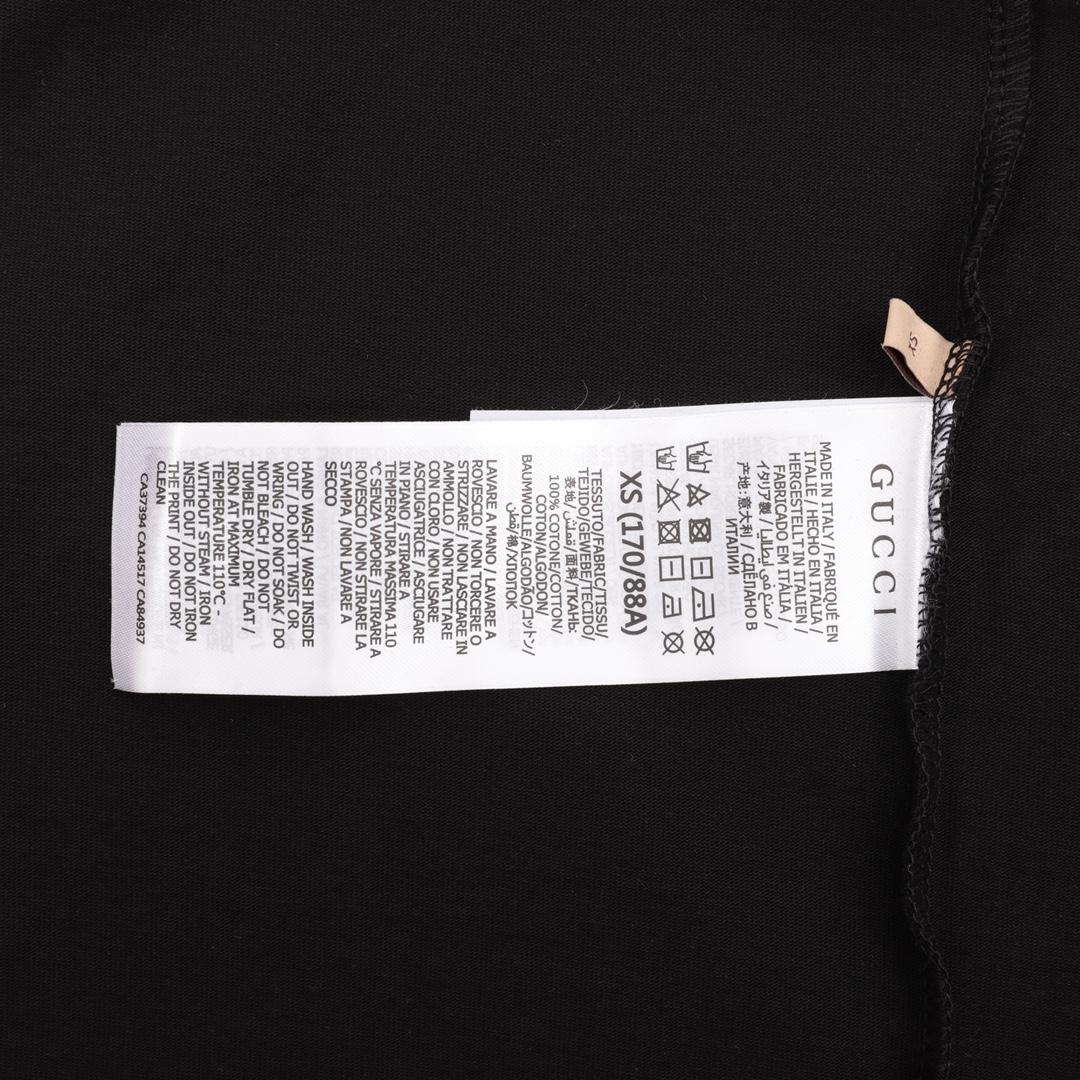 GUCCI
MADE IN ITALY / FABRIQUÉ EN
ITALIE / HECHO EN ITALIA /
HERGESTELLT IN ITALIEN /
FABRICADO EM ITÁLIA /
イタリア製 / صنع في ايطاليا /
产地: 意大利 / СДЕЛАНО В
ИТАЛИИ
XS (170/88A)
TESSUTO/FABRIC/TISSU/
TEJIDO/GEWEBE/TECIDO/
表地/ قمش /面料/ТКАНЬ:
100% COTONE/COTTON/
COTON/ALGODON/
BAUMWOLLE/ALGODÃO/コットン/
قطن /棉/ХЛОПОК
LAVARE A MANO / LAVARE A
ROVESCIO / NON TORCERE O
STRIZZARE / NON LASCIARE IN
AMMOLLO / NON TRATTARE
CON CLORO / NON USARE
ASCIUGATRICE / ASCIUGARE
IN PIANO / STIRARE A
TEMPERATURA MASSIMA 110
°C SENZA VAPORE / STIRARE A
ROVESCIO / NON STIRARE LA
STAMPA / NON LAVARE A
SECCO
HAND WASH / WASH INSIDE
OUT / DO NOT TWIST OR
WRING / DO NOT SOAK / DO
NOT BLEACH / DO NOT
TUMBLE DRY / DRY FLAT /
IRON AT MAXIMUM
TEMPERATURE 110°C -
WITHOUT STEAM / IRON
INSIDE OUT / DO NOT IRON
THE PRINT / DO NOT DRY
CLEAN
CA37394 CA14517 CA84937